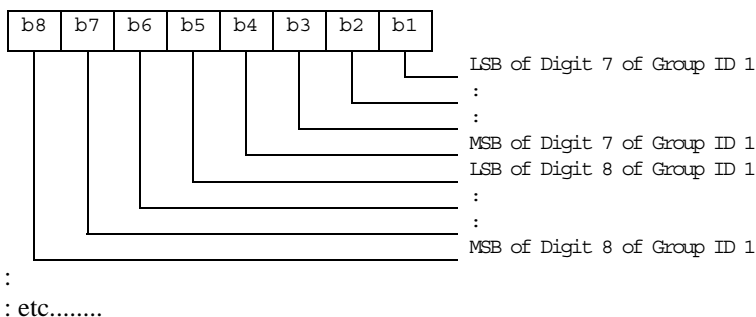 b8 b7 b6 b5 b4 b3 b2 b1
LSB of Digit 7 of Group ID 1
:
:
MSB of Digit 7 of Group ID 1
LSB of Digit 8 of Group ID 1
:
:
MSB of Digit 8 of Group ID 1
:
: etc........